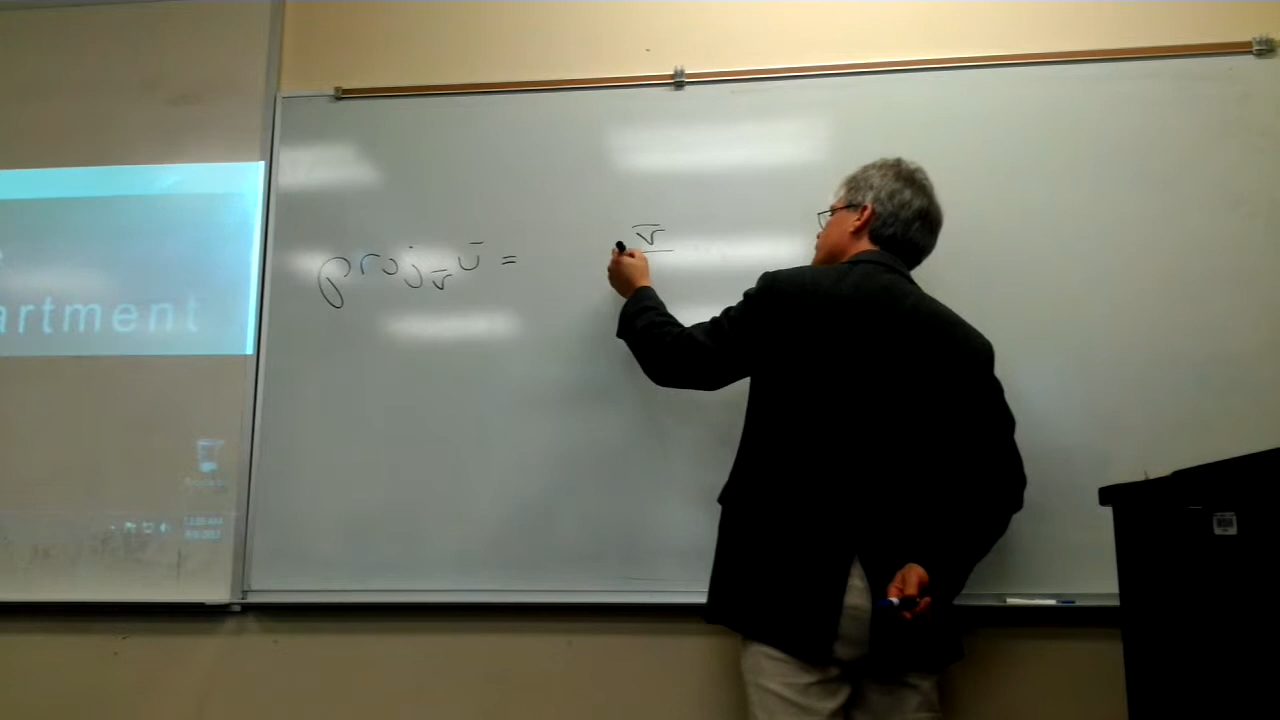 artment
proj_v̅ u̅ = v̅